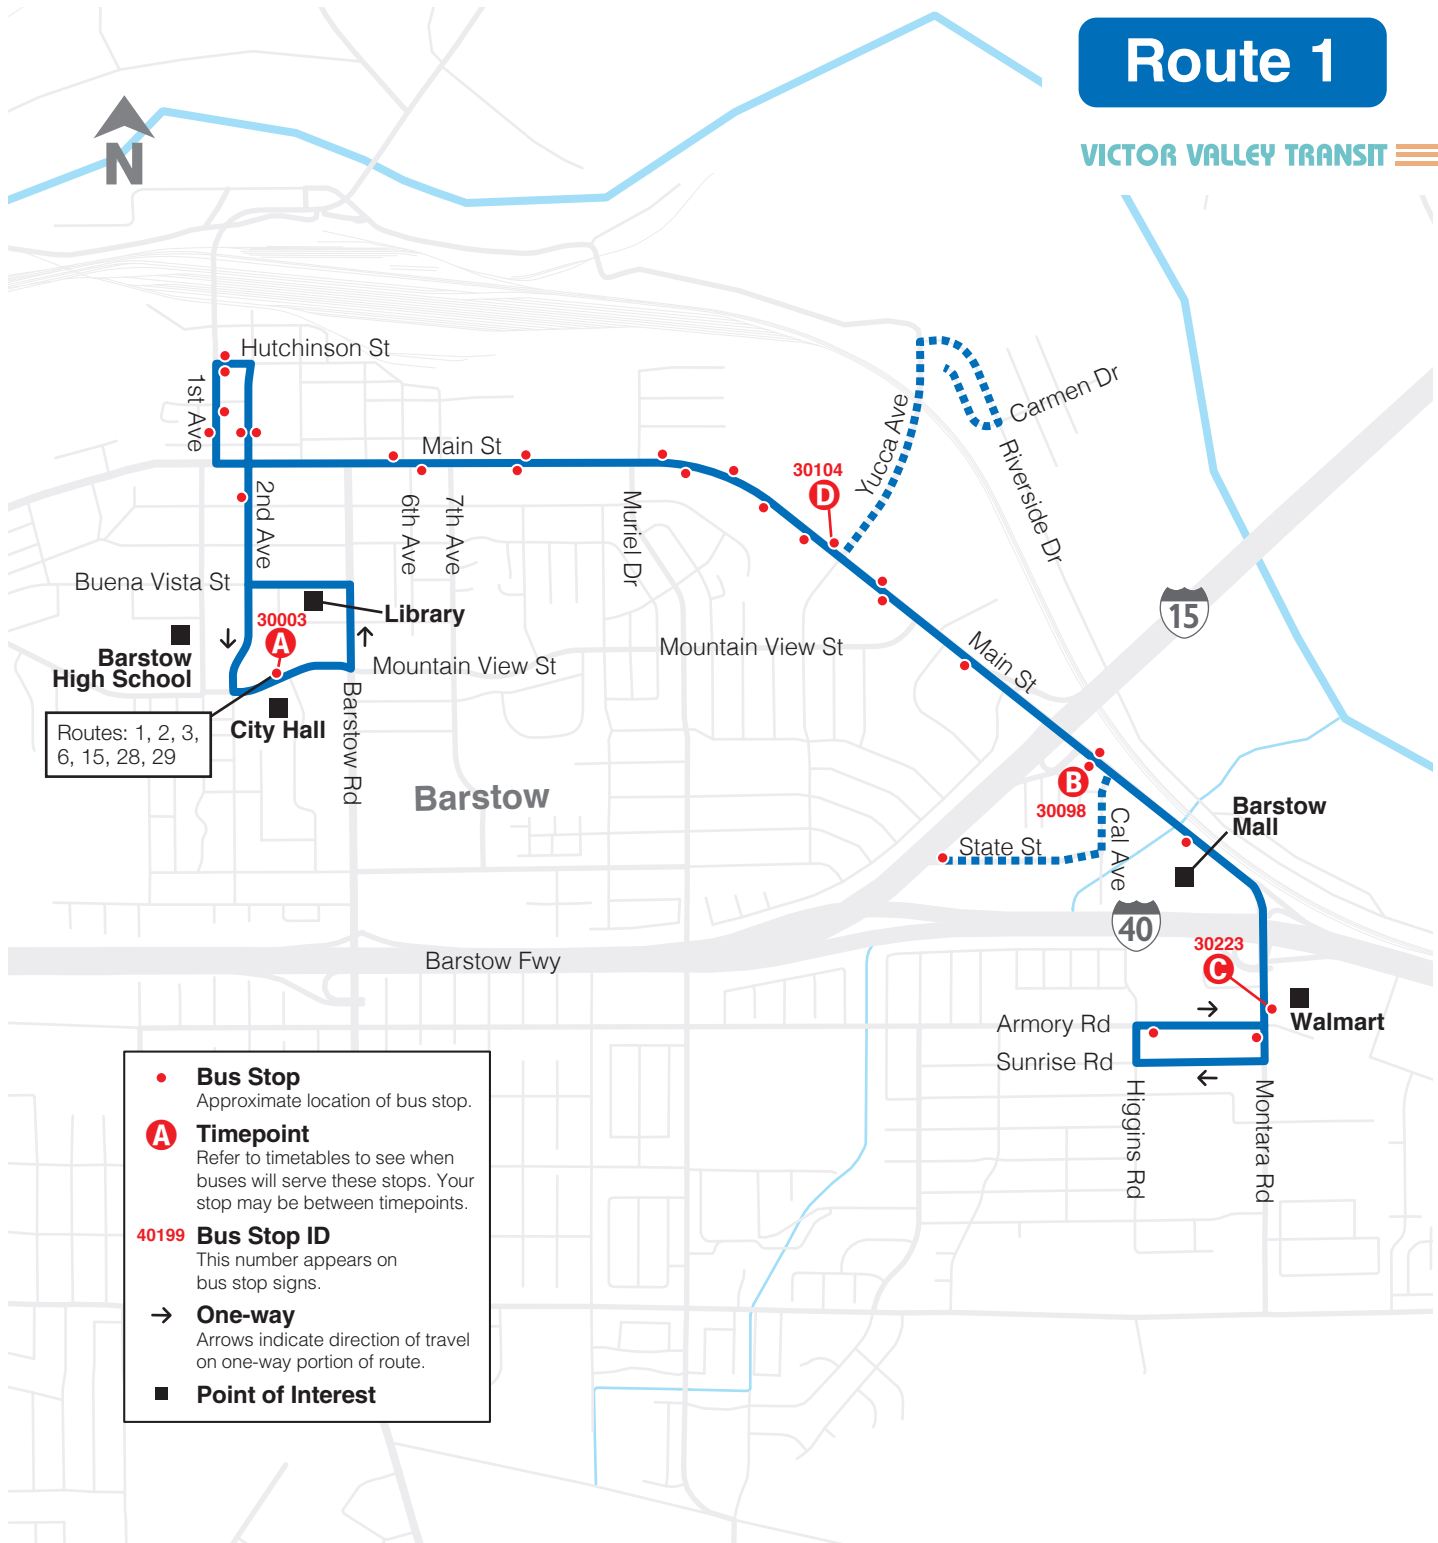 Route 1
VICTOR VALLEY TRANSIT
N
Hutchinson St
1st Ave
Main St
2nd Ave
6th Ave
7th Ave
Muriel Dr
30104
D
Yucca Ave
Carmen Dr
Riverside Dr
Buena Vista St
30003
A
Library
Barstow
High School
Mountain View St
Mountain View St
Main St
15
City Hall
Routes: 1, 2, 3,
6, 15, 28, 29
Barstow Rd
Barstow
B
30098
Cal Ave
State St
Barstow
Mall
40
Barstow Fwy
30223
C
Walmart
Armory Rd
Sunrise Rd
Higgins Rd
Montara Rd
Bus Stop
Approximate location of bus stop.
A
Timepoint
Refer to timetables to see when
buses will serve these stops. Your
stop may be between timepoints.
40199
Bus Stop ID
This number appears on
bus stop signs.
One-way
Arrows indicate direction of travel
on one-way portion of route.
Point of Interest